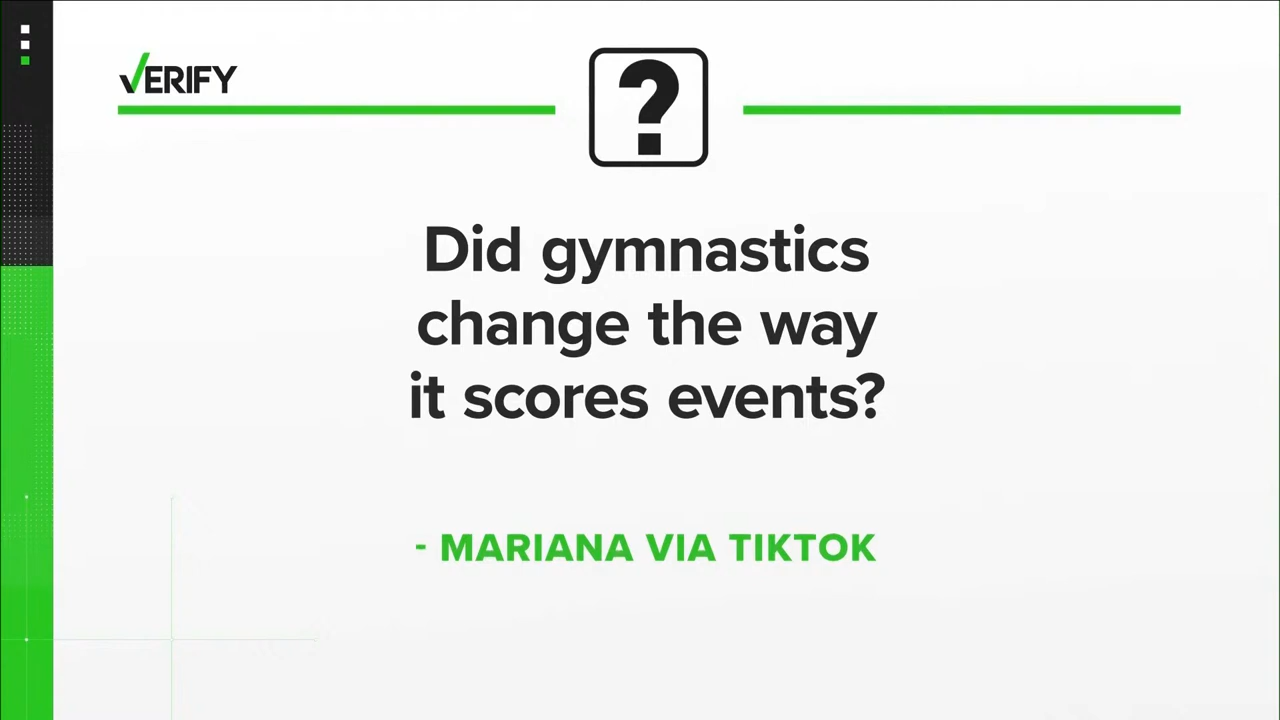 VERIFY
?
Did gymnastics
change the way
it scores events?
- MARIANA VIA TIKTOK